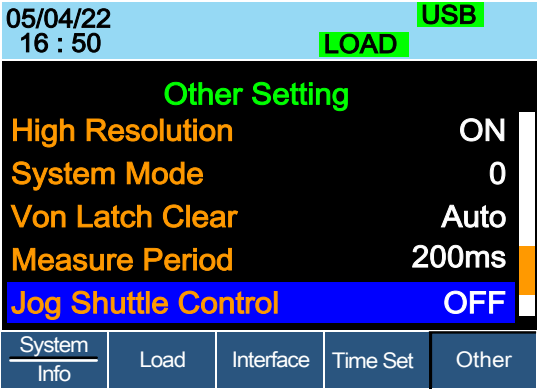 05/04/22 USB
16 : 50 LOAD
Other Setting
High Resolution ON
System Mode 0
Von Latch Clear Auto
Measure Period 200ms
Jog Shuttle Control OFF
System
Info
Load
Interface
Time Set
Other